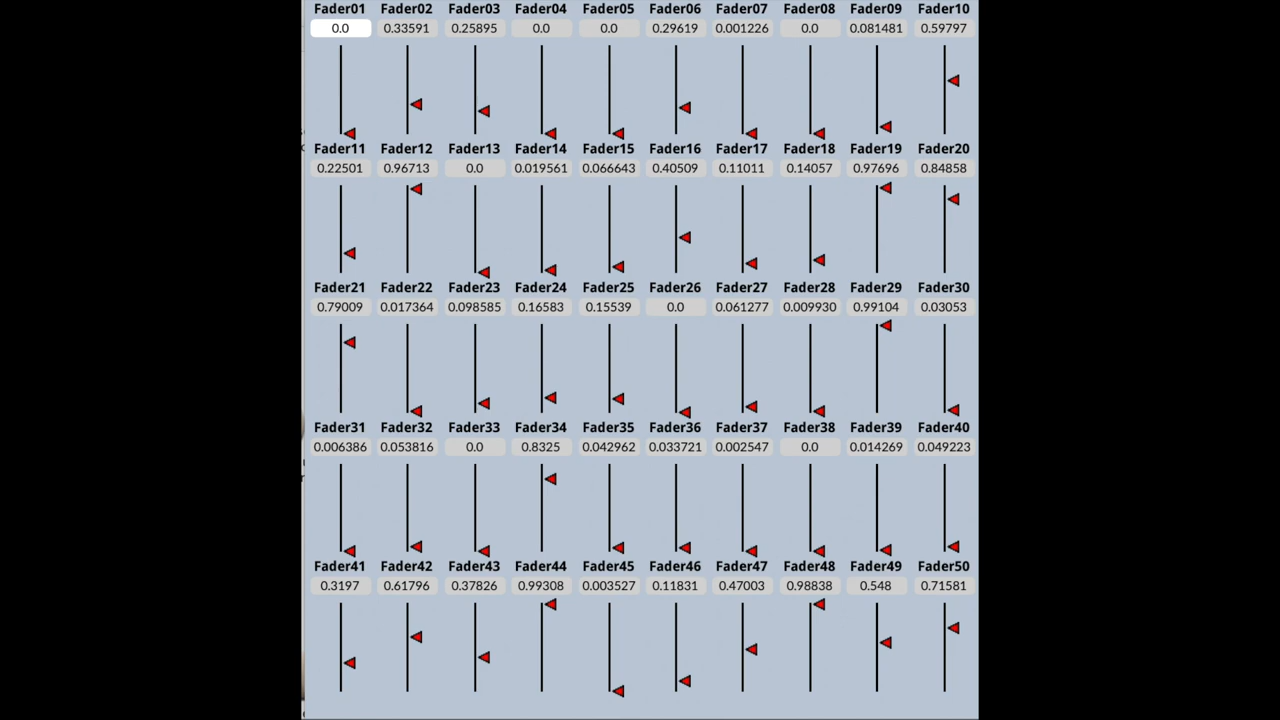 Fader01 Fader02 Fader03 Fader04 Fader05 Fader06 Fader07 Fader08 Fader09 Fader10
0.0 0.33591 0.25895 0.0 0.0 0.29619 0.001226 0.0 0.081481 0.59797
Fader11 Fader12 Fader13 Fader14 Fader15 Fader16 Fader17 Fader18 Fader19 Fader20
0.22501 0.96713 0.0 0.019561 0.066643 0.40509 0.11011 0.14057 0.97696 0.84858
Fader21 Fader22 Fader23 Fader24 Fader25 Fader26 Fader27 Fader28 Fader29 Fader30
0.79009 0.017364 0.098585 0.16583 0.15539 0.0 0.061277 0.009930 0.99104 0.03053
Fader31 Fader32 Fader33 Fader34 Fader35 Fader36 Fader37 Fader38 Fader39 Fader40
0.006386 0.053816 0.0 0.8325 0.042962 0.033721 0.002547 0.0 0.014269 0.049223
Fader41 Fader42 Fader43 Fader44 Fader45 Fader46 Fader47 Fader48 Fader49 Fader50
0.3197 0.61796 0.37826 0.99308 0.003527 0.11831 0.47003 0.98838 0.548 0.71581